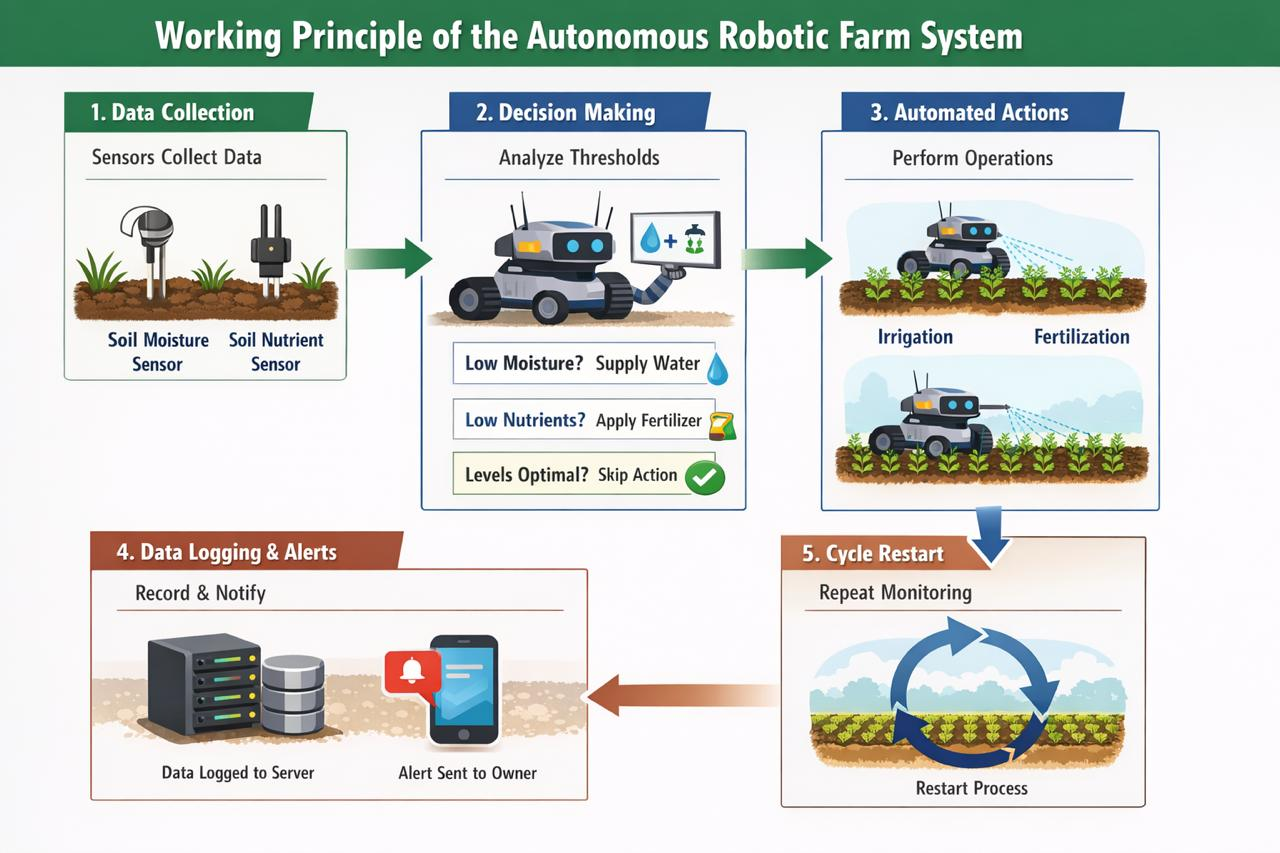 Working Principle of the Autonomous Robotic Farm System
1. Data Collection
Sensors Collect Data
Soil Moisture
Sensor
Soil Nutrient
Sensor
2. Decision Making
Analyze Thresholds
+
Low Moisture? Supply Water
Low Nutrients? Apply Fertilizer
Levels Optimal? Skip Action
3. Automated Actions
Perform Operations
Irrigation
Fertilization
4. Data Logging & Alerts
Record & Notify
Data Logged to Server
Alert Sent to Owner
5. Cycle Restart
Repeat Monitoring
Restart Process